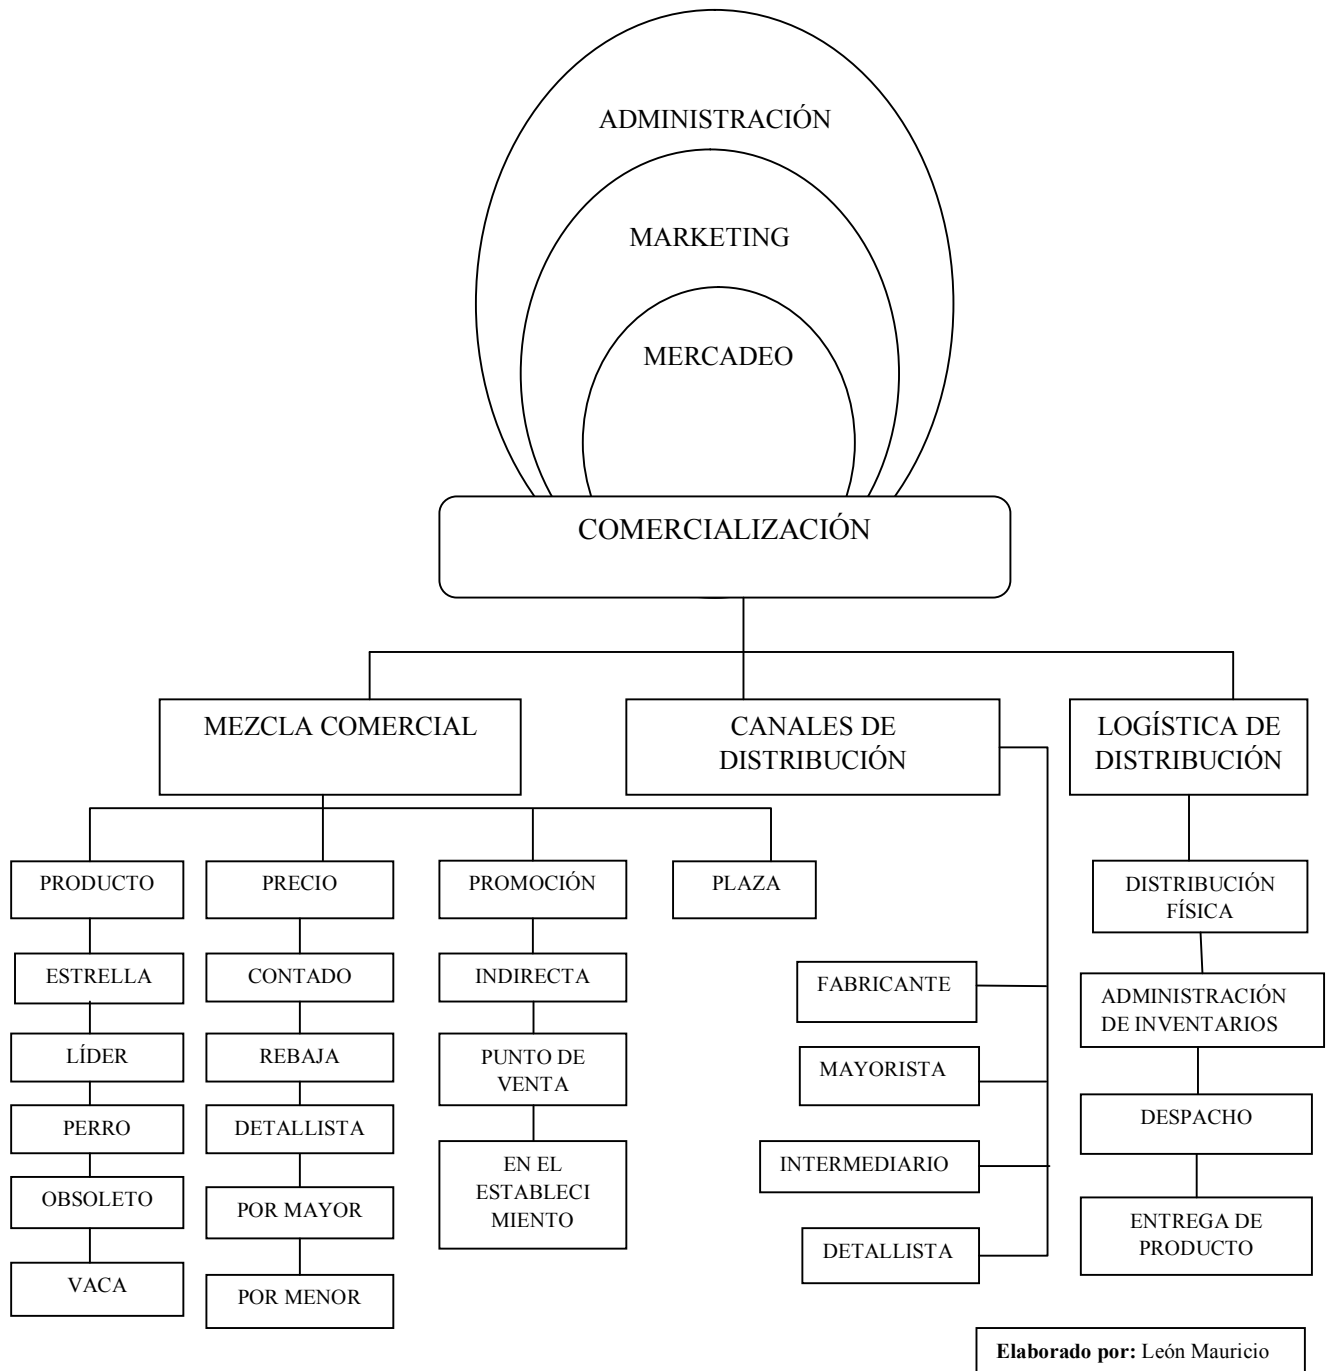 ADMINISTRACIÓN
MARKETING
MERCADEO
COMERCIALIZACIÓN
MEZCLA COMERCIAL
CANALES DE
DISTRIBUCIÓN
LOGÍSTICA DE
DISTRIBUCIÓN
PRODUCTO
ESTRELLA
LÍDER
PERRO
OBSOLETO
VACA
PRECIO
CONTADO
REBAJA
DETALLISTA
POR MAYOR
POR MENOR
PROMOCIÓN
INDIRECTA
PUNTO DE
VENTA
EN EL
ESTABLECI
MIENTO
PLAZA
FABRICANTE
MAYORISTA
INTERMEDIARIO
DETALLISTA
DISTRIBUCIÓN
FÍSICA
ADMINISTRACIÓN
DE INVENTARIOS
DESPACHO
ENTREGA DE
PRODUCTO
Elaborado por: León Mauricio